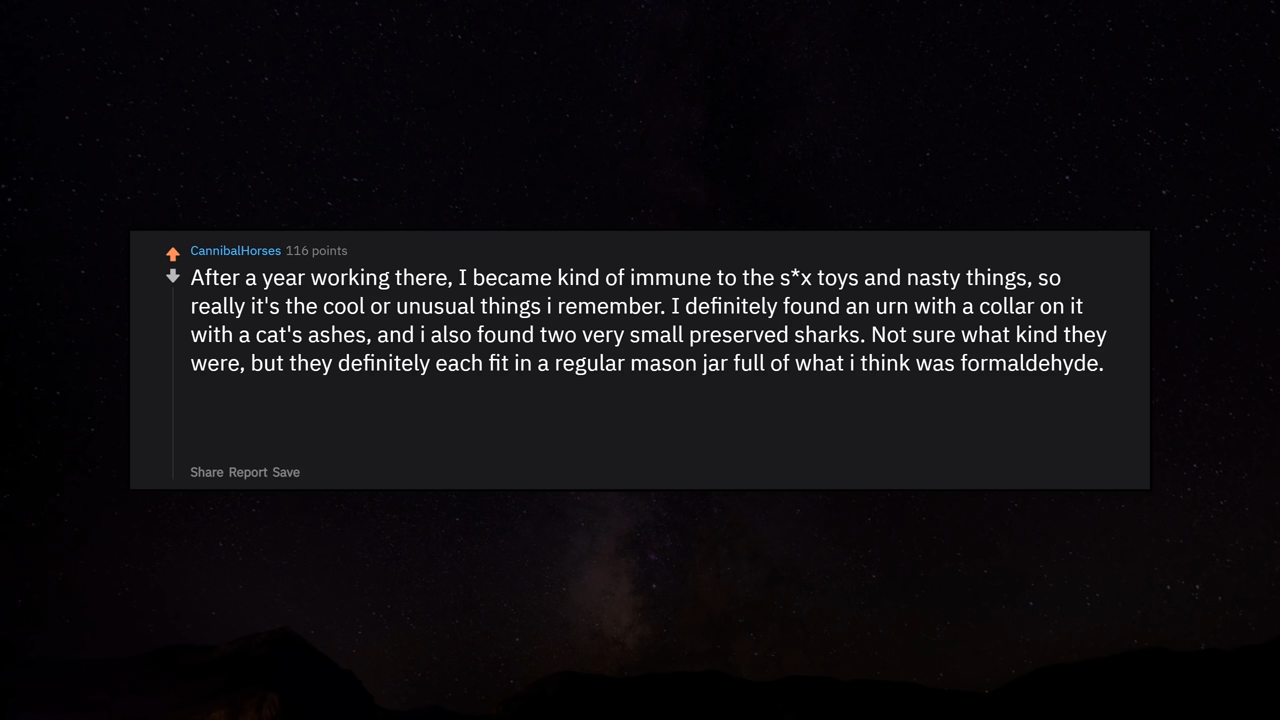 CannibalHorses 116 points
After a year working there, I became kind of immune to the s*x toys and nasty things, so
really it's the cool or unusual things i remember. I definitely found an urn with a collar on it
with a cat's ashes, and i also found two very small preserved sharks. Not sure what kind they
were, but they definitely each fit in a regular mason jar full of what i think was formaldehyde.
Share Report Save